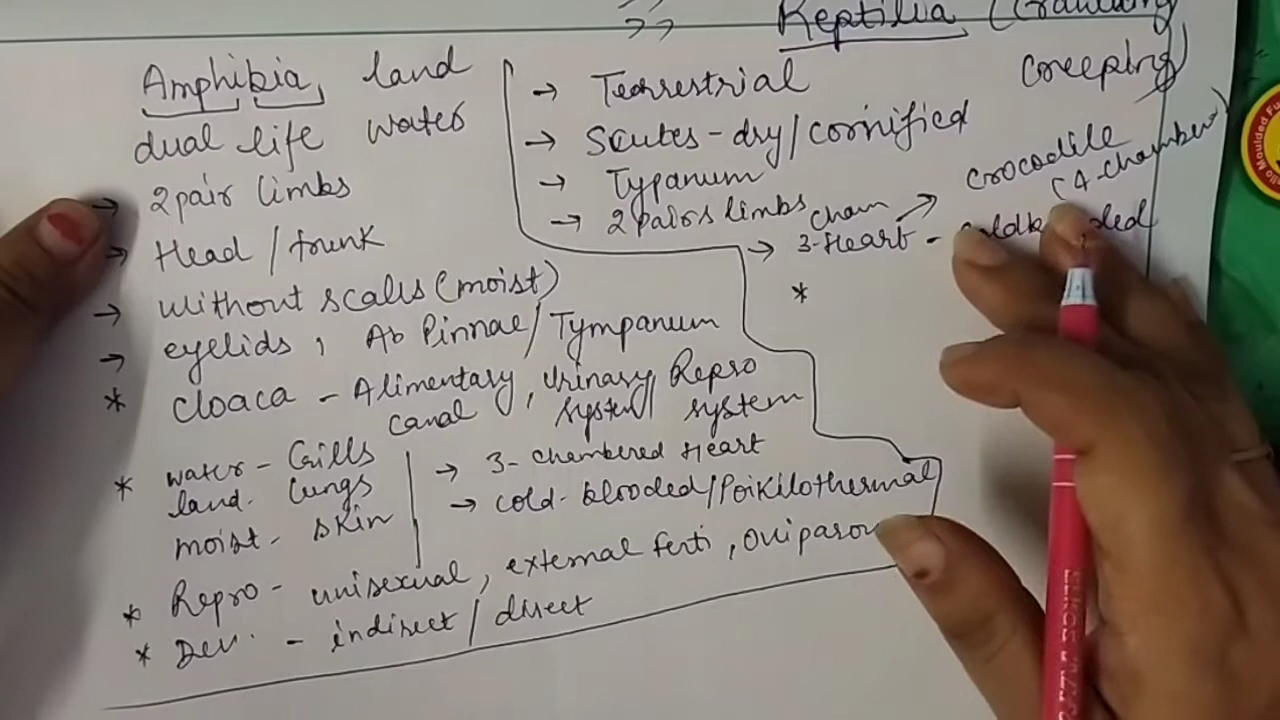 Amphibia, land
dual life water
→ 2 pair limbs
→ Head / trunk
→ without scales (moist)
→ eyelids, Ab Pinnae / Tympanum
* Cloaca - Alimentary canal, Urinary system, Repro system
* water - Gills
land - Lungs
moist - skin
→ 3 - chambered Heart
→ cold - blooded / Poikilothermal
* Repro - unisexual, external ferti, Oviparou
* Dev. - indirect / direct
,, Reptilia (Crawling
creeping)
→ Terrestrial
→ Scutes - dry / cornified
→ Typanum
→ 2 pairs limbs
→ 3-Heart - cham → crocodile
(4-chamber)
*